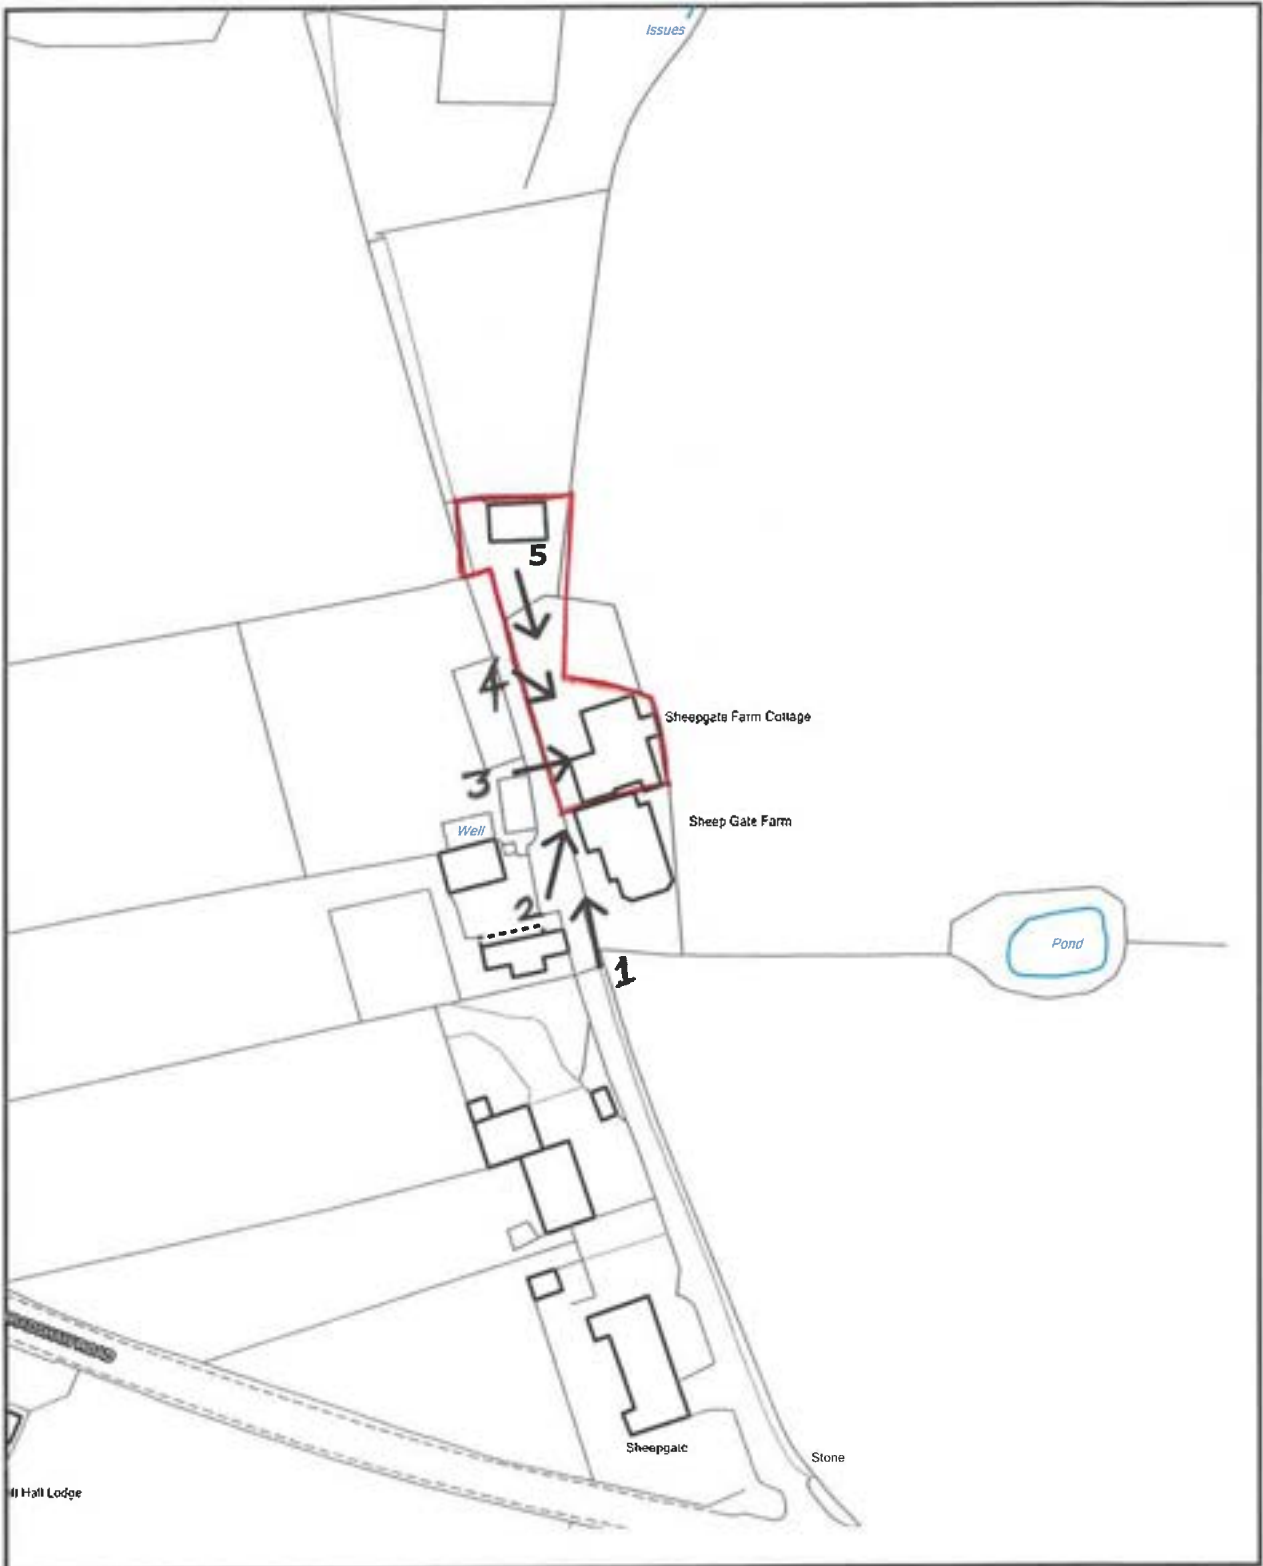 Issues
5
4
Sheepgate Farm Cottage
3
Sheep Gate Farm
Well
2
Pond
1
Sheepgate
Stone
Hall Lodge